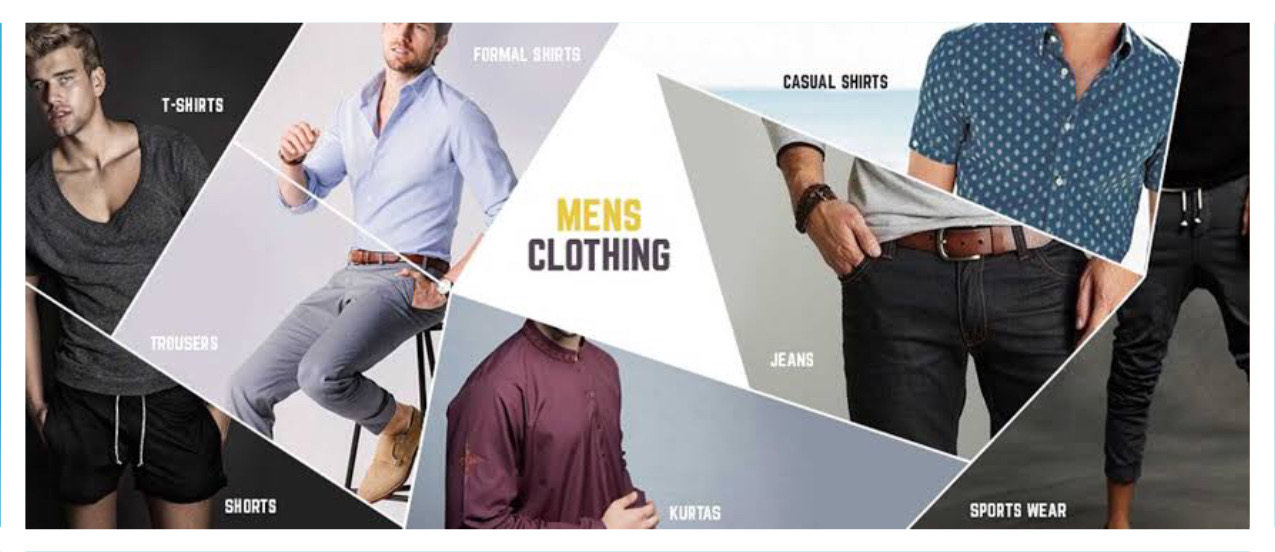 FORMAL SHIRTS
CASUAL SHIRTS
T-SHIRTS
MENS
CLOTHING
TROUSERS
JEANS
SHORTS
KURTAS
SPORTS WEAR